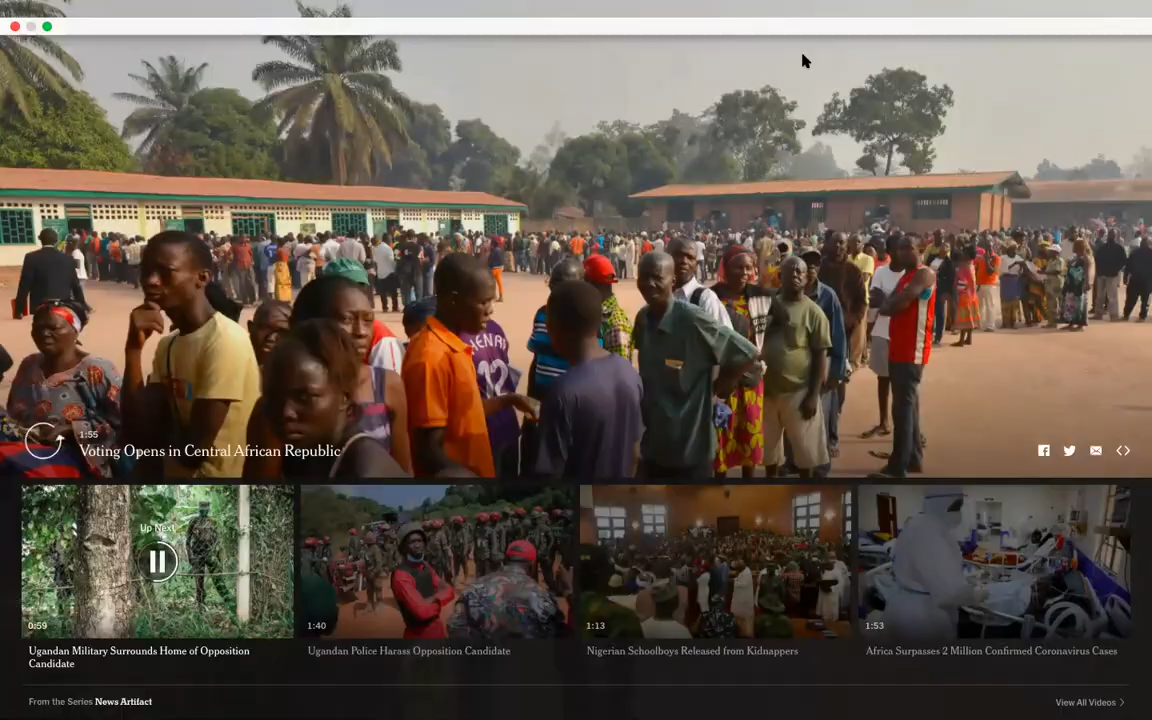 1:55
Voting Opens in Central African Republic
Up Next
0:59
1:40
1:13
1:53
Ugandan Military Surrounds Home of Opposition
Candidate
Ugandan Police Harass Opposition Candidate
Nigerian Schoolboys Released from Kidnappers
Africa Surpasses 2 Million Confirmed Coronavirus Cases
From the Series News Artifact
View All Videos
12